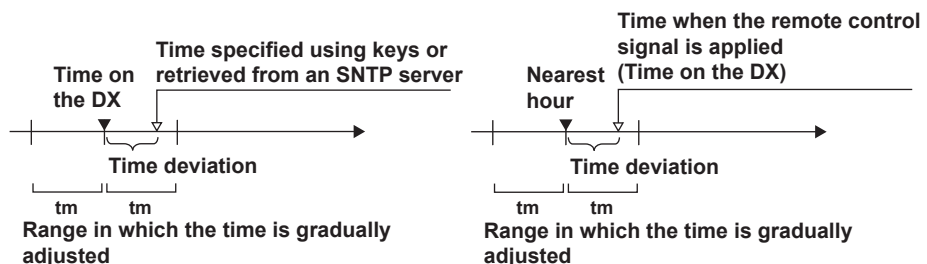 Time specified using keys or
retrieved from an SNTP server
Time on
the DX
Time deviation
tm
tm
Range in which the time is gradually
adjusted
Time when the remote control
signal is applied
(Time on the DX)
Nearest
hour
Time deviation
tm
tm
Range in which the time is gradually
adjusted